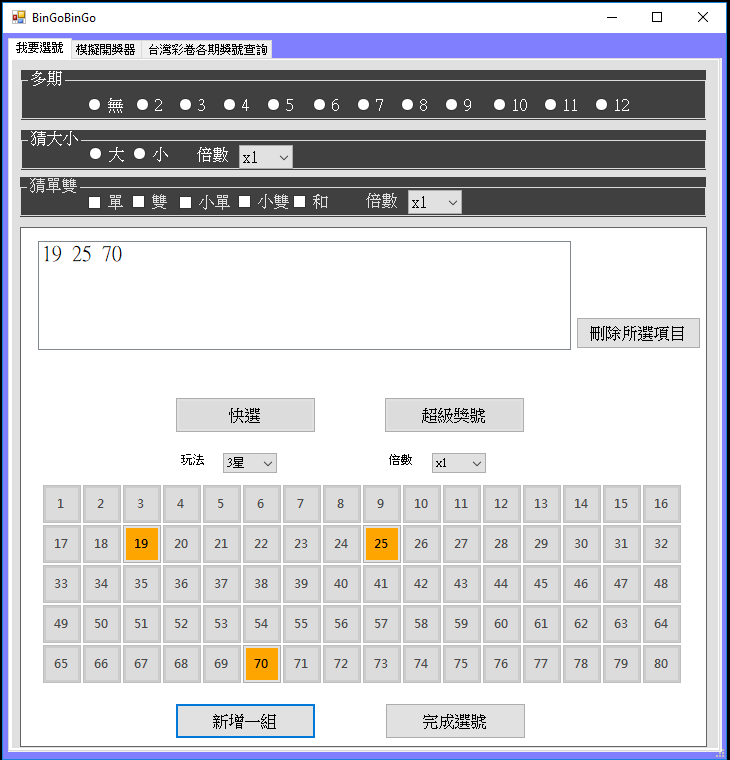 BinGoBinGo
我要選號 模擬開獎器 台灣彩卷各期獎號查詢
多期
無 2 3 4 5 6 7 8 9 10 11 12
猜大小
大 小 倍數 x1
猜單雙
單 雙 小單 小雙 和 倍數 x1
19 25 70
刪除所選項目
快選 超級獎號
玩法 3星 倍數 x1
1 2 3 4 5 6 7 8 9 10 11 12 13 14 15 16
17 18 19 20 21 22 23 24 25 26 27 28 29 30 31 32
33 34 35 36 37 38 39 40 41 42 43 44 45 46 47 48
49 50 51 52 53 54 55 56 57 58 59 60 61 62 63 64
65 66 67 68 69 70 71 72 73 74 75 76 77 78 79 80
新增一組 完成選號